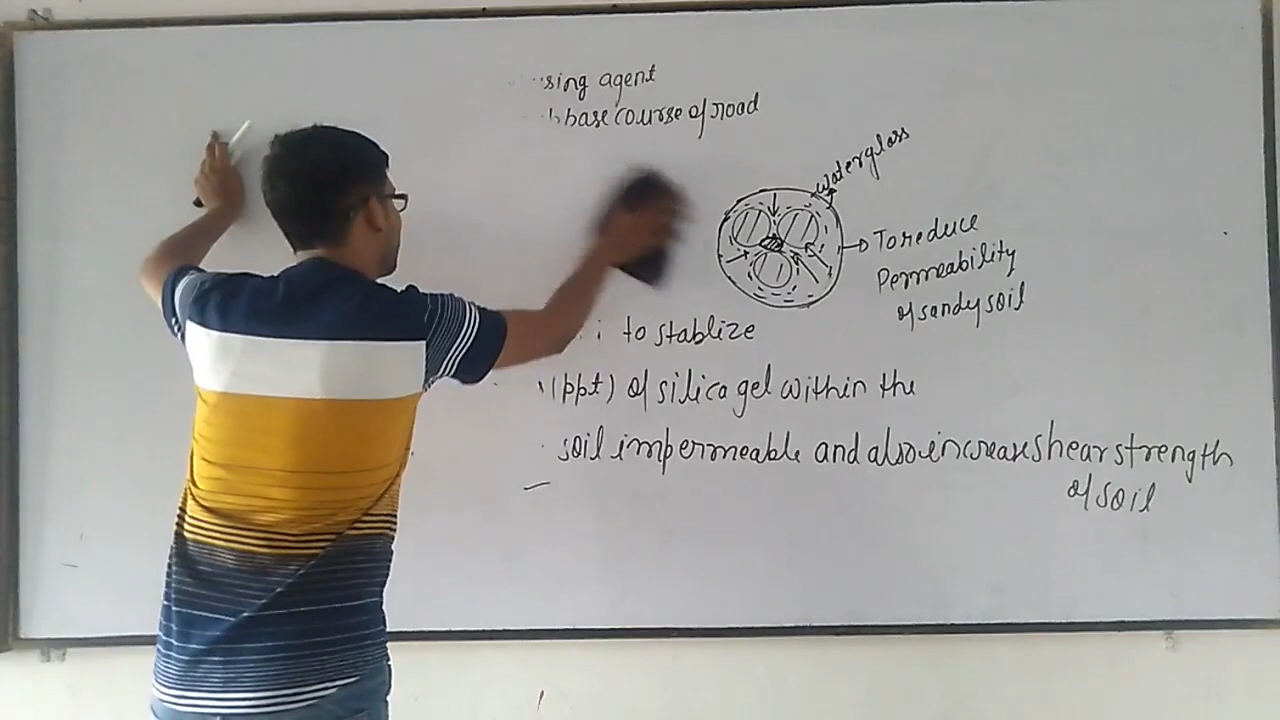 sing agent
base course of road
waterglass
To reduce
Permeability
of sandy soil
to stablize
(ppt) of silica gel within the
soil impermeable and also increase shear strength
of soil